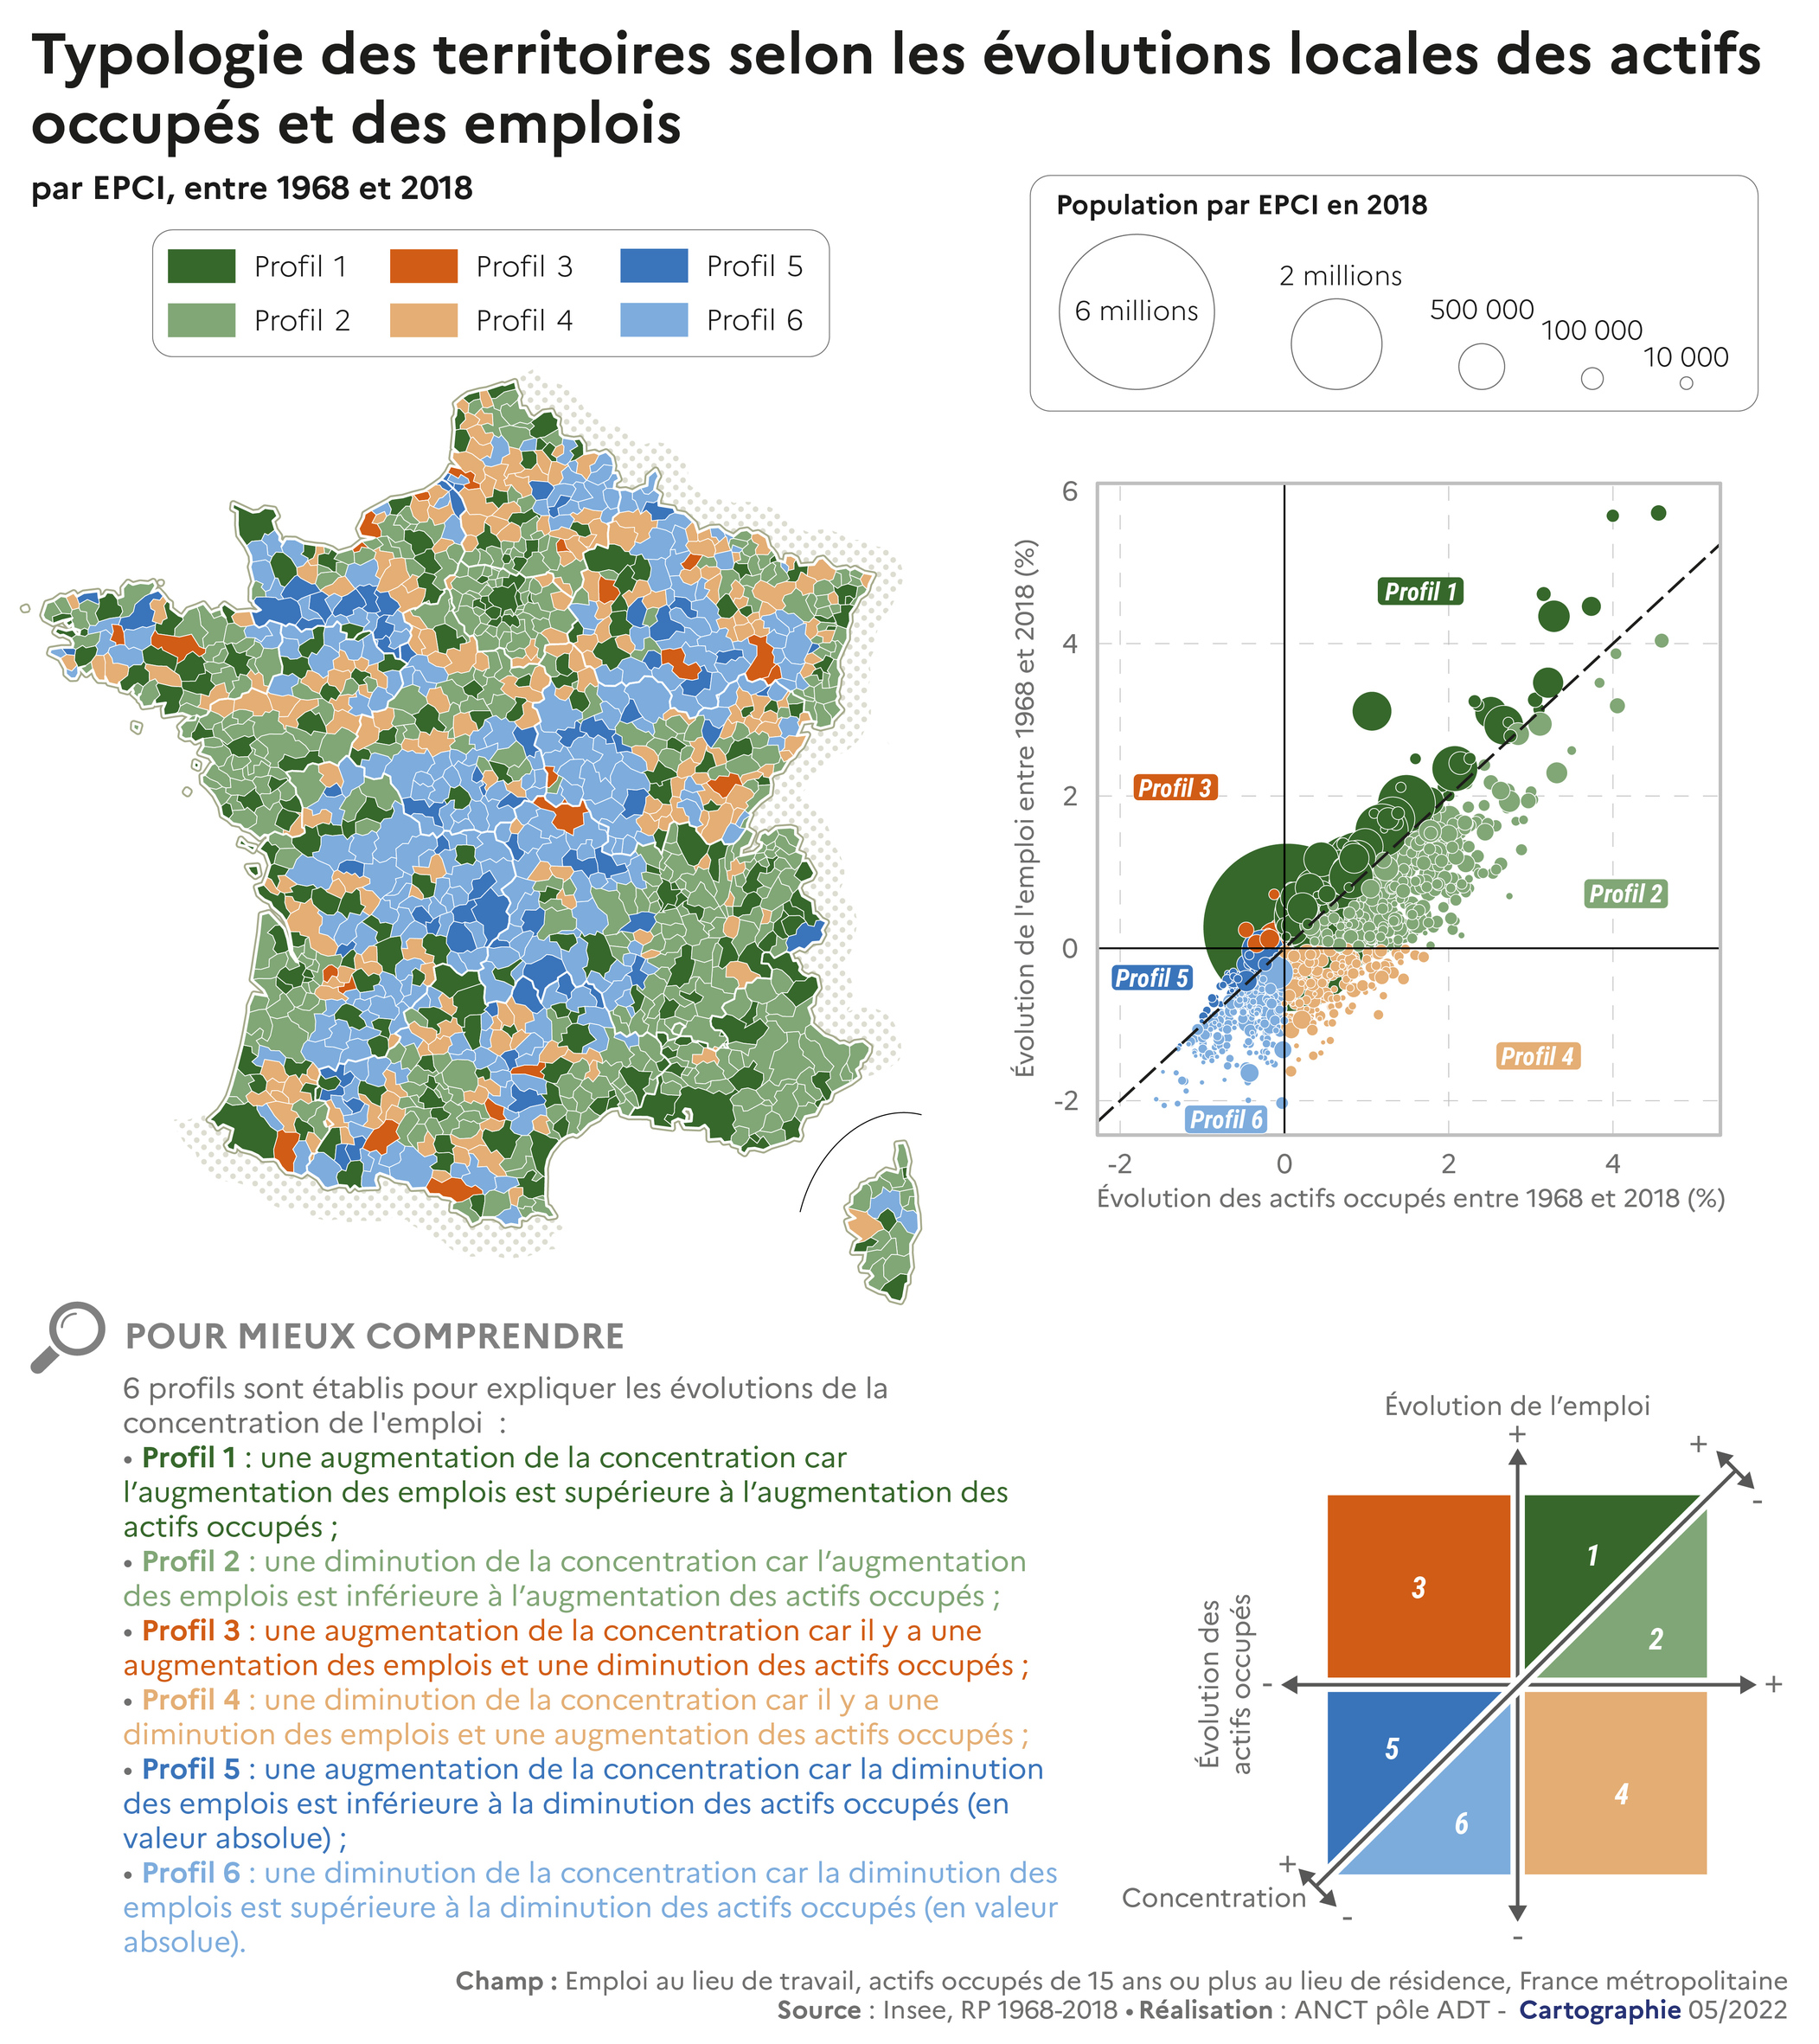 Typologie des territoires selon les évolutions locales des actifs
occupés et des emplois
par EPCI, entre 1968 et 2018
Profil 1
Profil 3
Profil 5
Profil 2
Profil 4
Profil 6
Population par EPCI en 2018
6 millions
2 millions
500 000
100 000
10 000
Évolution de l'emploi entre 1968 et 2018 (%)
6
4
2
0
-2
Profil 1
Profil 3
Profil 2
Profil 5
Profil 4
Profil 6
-2
0
2
4
Évolution des actifs occupés entre 1968 et 2018 (%)
POUR MIEUX COMPRENDRE
6 profils sont établis pour expliquer les évolutions de la
concentration de l'emploi :
• Profil 1 : une augmentation de la concentration car
l’augmentation des emplois est supérieure à l’augmentation des
actifs occupés ;
• Profil 2 : une diminution de la concentration car l’augmentation
des emplois est inférieure à l’augmentation des actifs occupés ;
• Profil 3 : une augmentation de la concentration car il y a une
augmentation des emplois et une diminution des actifs occupés ;
• Profil 4 : une diminution de la concentration car il y a une
diminution des emplois et une augmentation des actifs occupés ;
• Profil 5 : une augmentation de la concentration car la diminution
des emplois est inférieure à la diminution des actifs occupés (en
valeur absolue) ;
• Profil 6 : une diminution de la concentration car la diminution des
emplois est supérieure à la diminution des actifs occupés (en valeur
absolue).
Évolution de l’emploi
+
+
-
3
1
2
Évolution des
actifs occupés
-
+
5
6
4
+
Concentration
-
-
Champ : Emploi au lieu de travail, actifs occupés de 15 ans ou plus au lieu de résidence, France métropolitaine
Source : Insee, RP 1968-2018 • Réalisation : ANCT pôle ADT - Cartographie 05/2022